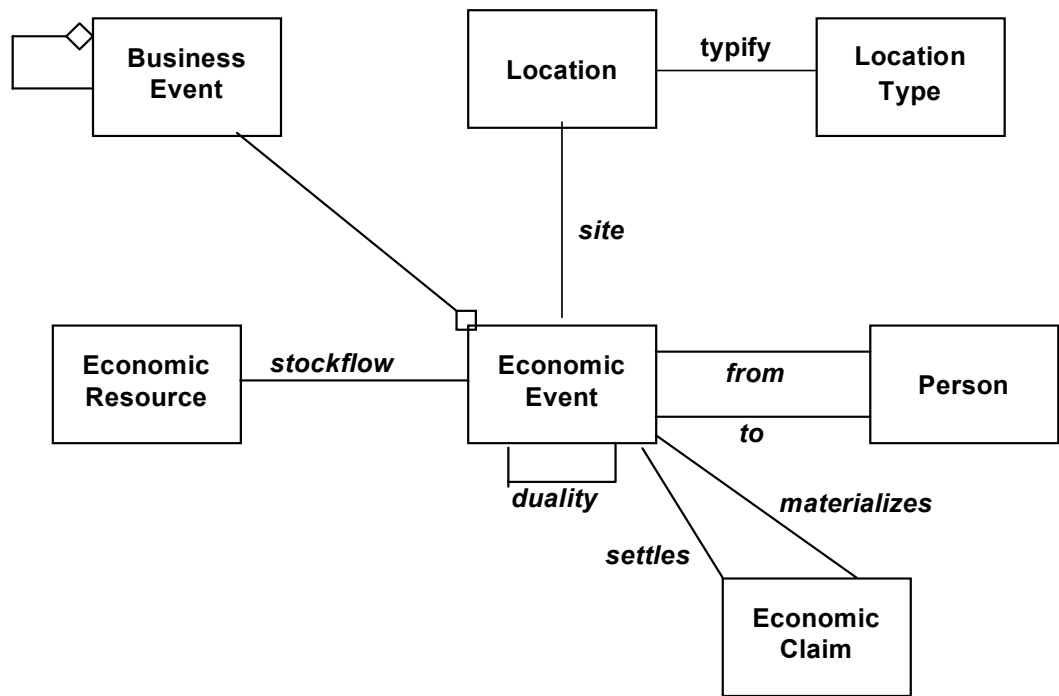 Business
Event
Location
typify
Location
Type
site
Economic
Resource
stockflow
Economic
Event
from
to
Person
duality
settles
materializes
Economic
Claim